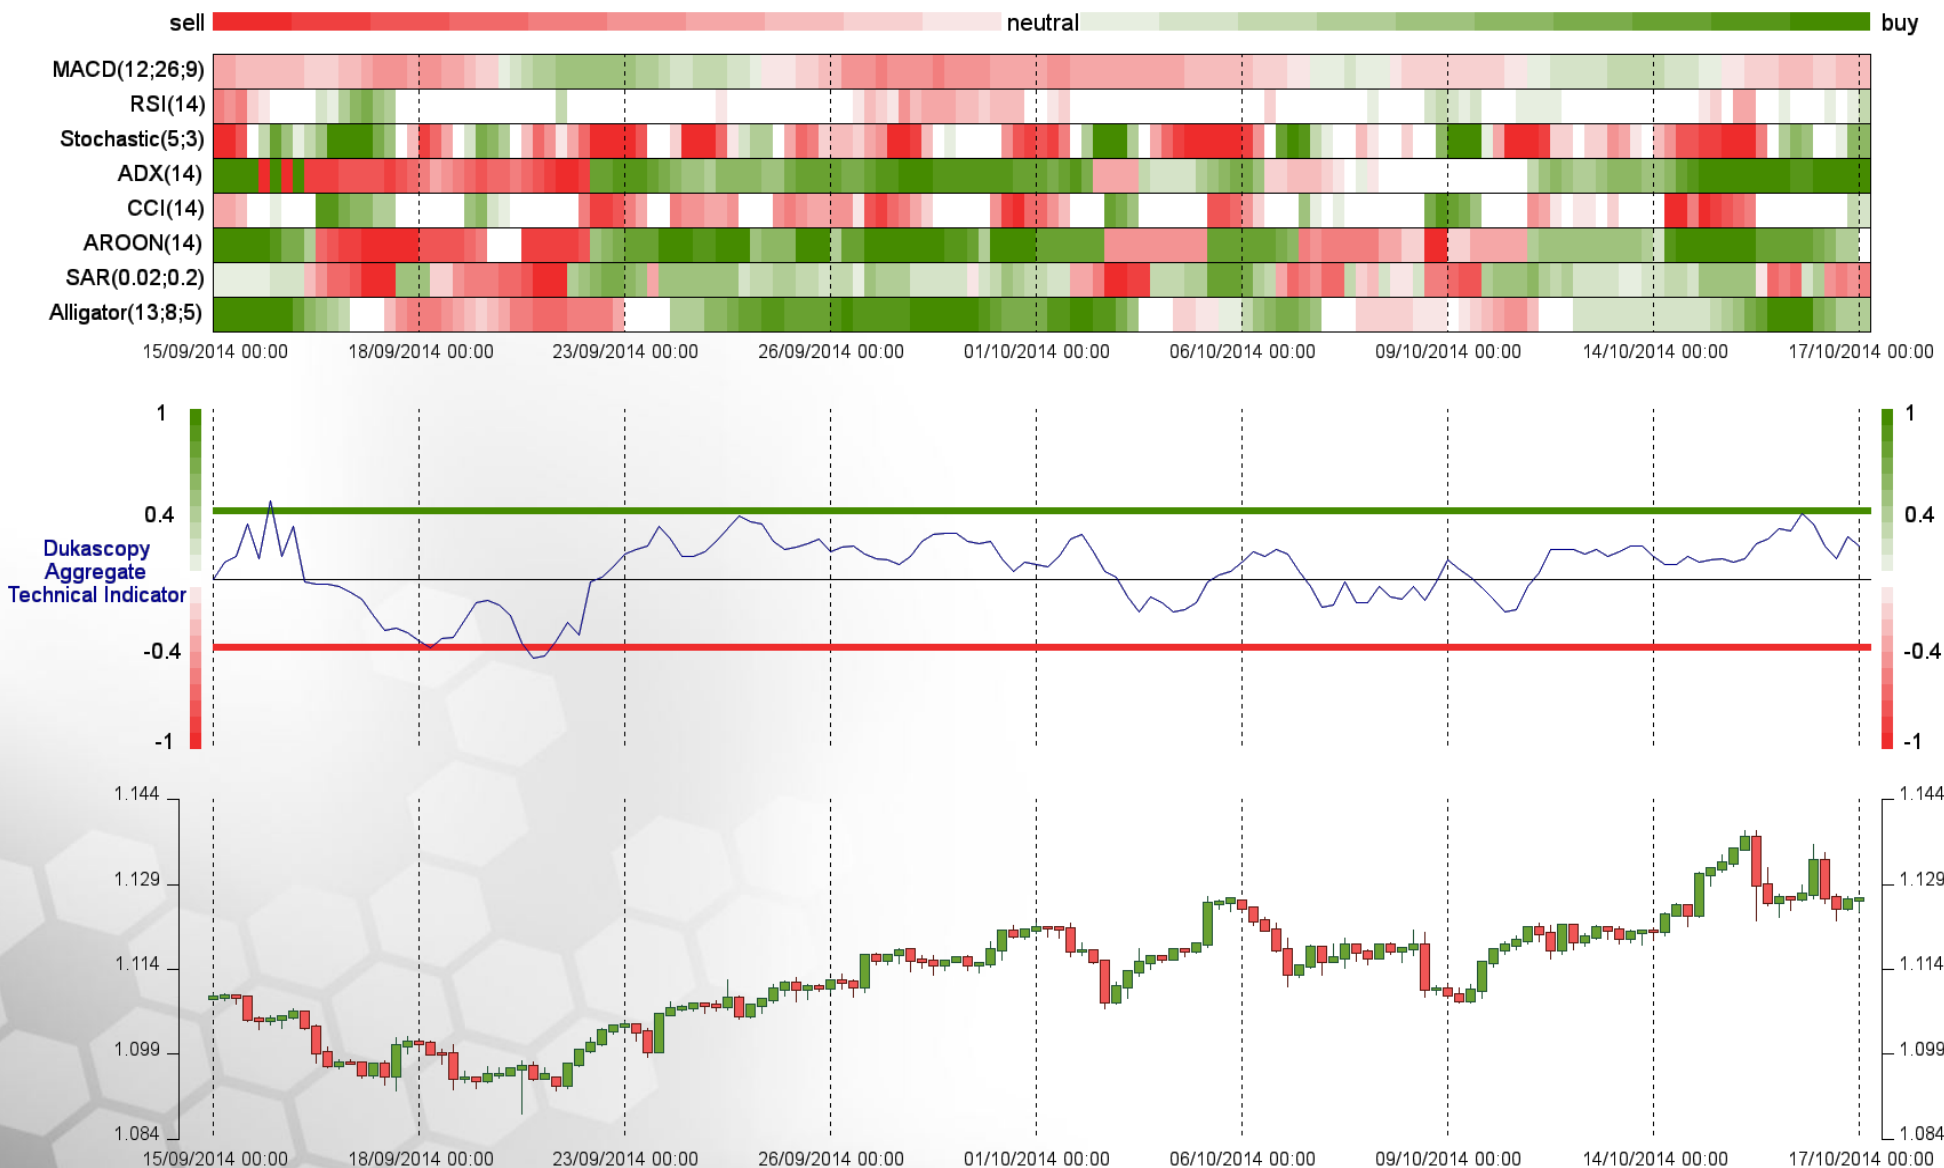 sell neutral buy
MACD(12;26;9)
RSI(14)
Stochastic(5;3)
ADX(14)
CCI(14)
AROON(14)
SAR(0.02;0.2)
Alligator(13;8;5)
15/09/2014 00:00 18/09/2014 00:00 23/09/2014 00:00 26/09/2014 00:00 01/10/2014 00:00 06/10/2014 00:00 09/10/2014 00:00 14/10/2014 00:00 17/10/2014 00:00
1 1
0.4 0.4
Dukascopy
Aggregate
Technical Indicator
-0.4 -0.4
-1 -1
1.144 1.144
1.129 1.129
1.114 1.114
1.099 1.099
1.084 1.084
15/09/2014 00:00 18/09/2014 00:00 23/09/2014 00:00 26/09/2014 00:00 01/10/2014 00:00 06/10/2014 00:00 09/10/2014 00:00 14/10/2014 00:00 17/10/2014 00:00